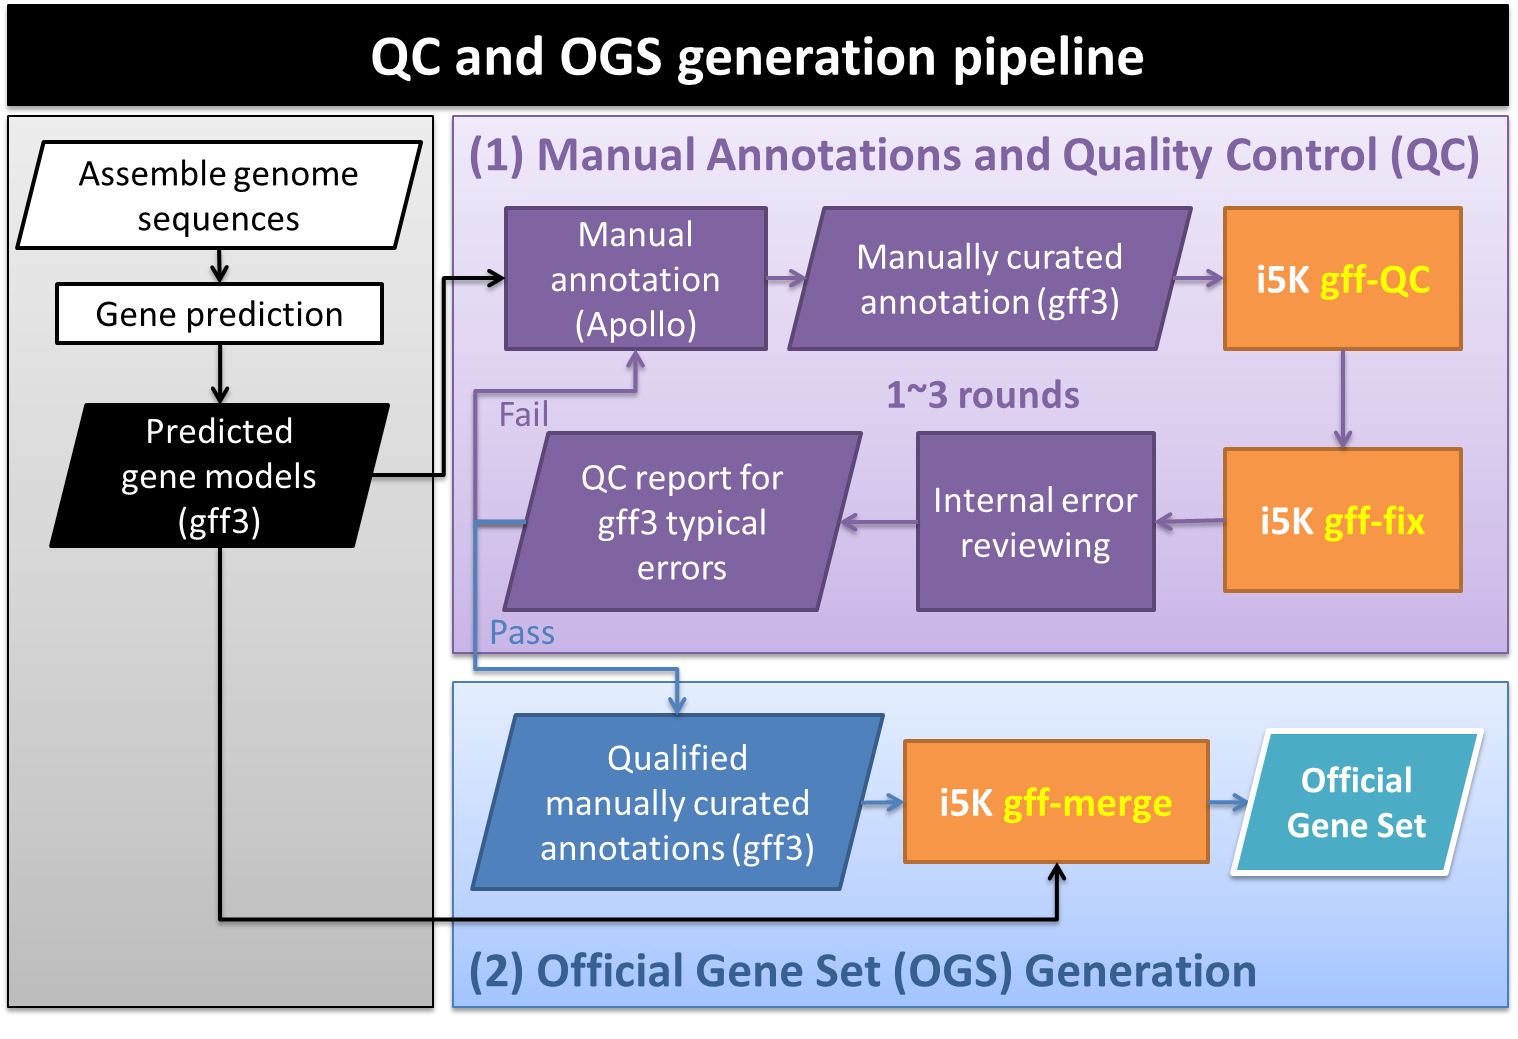 QC and OGS generation pipeline
Assemble genome
sequences
Gene prediction
Predicted
gene models
(gff3)
(1) Manual Annotations and Quality Control (QC)
Manual
annotation
(Apollo)
Manually curated
annotation (gff3)
i5K gff-QC
1~3 rounds
Fail
QC report for
gff3 typical
errors
Internal error
reviewing
i5K gff-fix
Pass
Qualified
manually curated
annotations (gff3)
i5K gff-merge
Official
Gene Set
(2) Official Gene Set (OGS) Generation